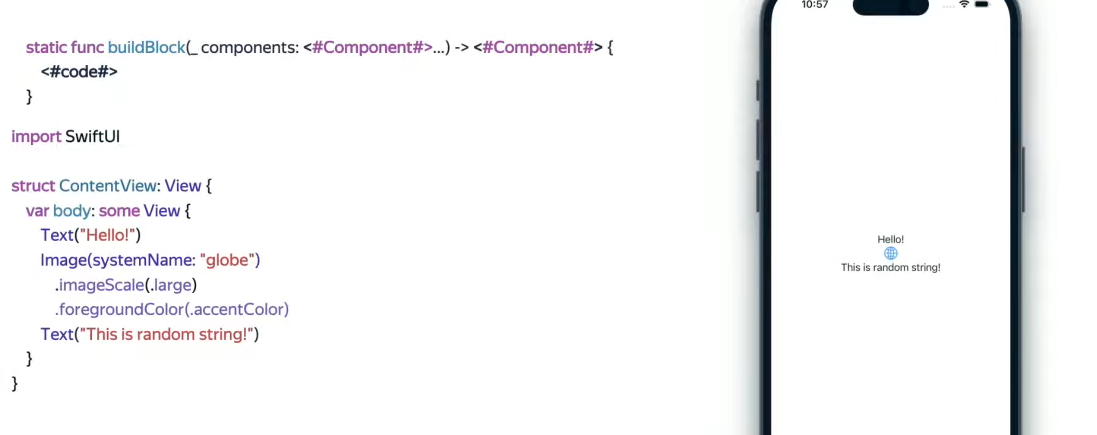 10:57
static func buildBlock(_ components: <#Component#>...) -> <#Component#> {
<#code#>
}
import SwiftUI
struct ContentView: View {
var body: some View {
Text("Hello!")
Image(systemName: "globe")
.imageScale(.large)
.foregroundColor(.accentColor)
Text("This is random string!")
}
}
Hello!
This is random string!